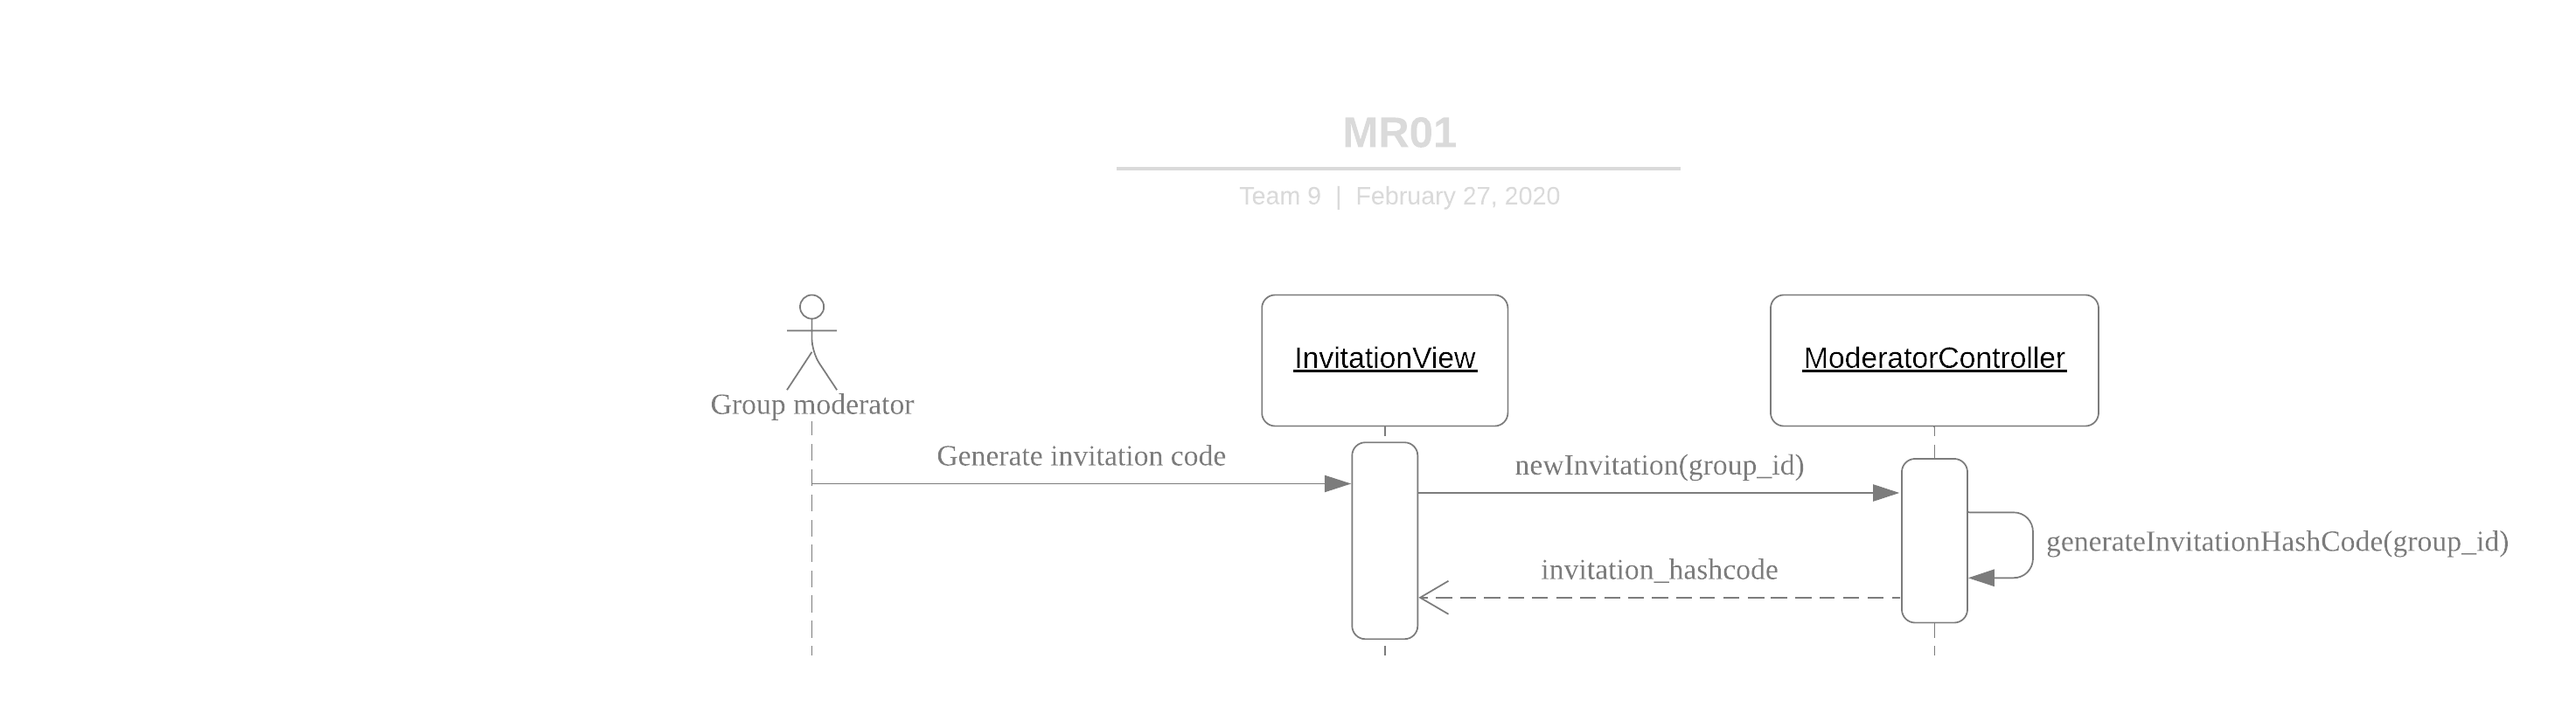 MR01
Team 9 | February 27, 2020
InvitationView
ModeratorController
Group moderator
Generate invitation code
newInvitation(group_id)
generateInvitationHashCode(group_id)
invitation_hashcode